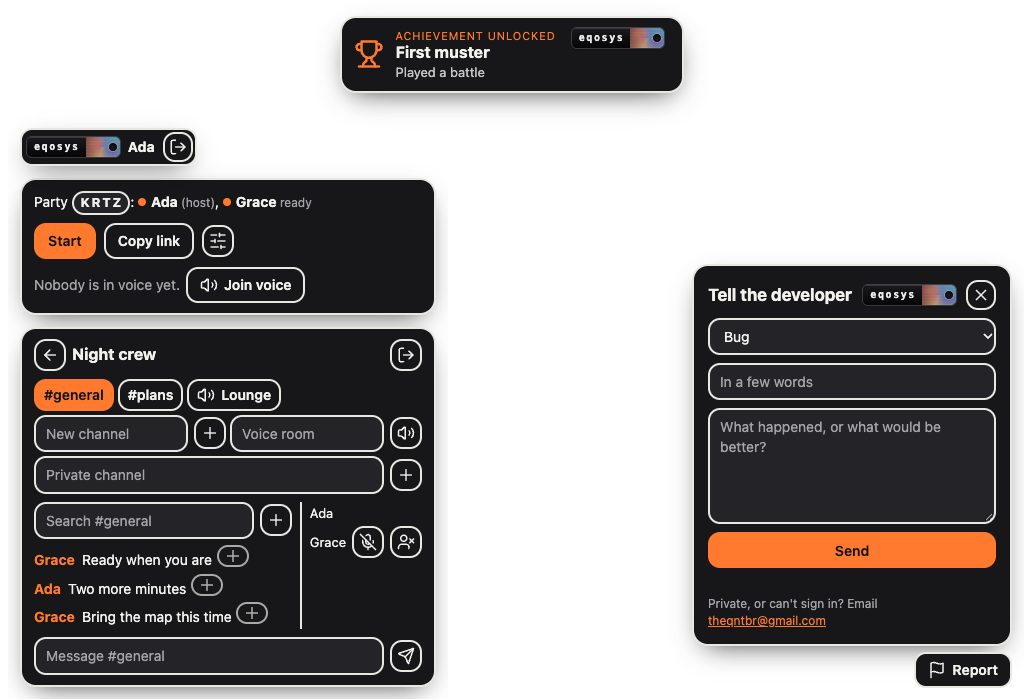 ACHIEVEMENT UNLOCKED
eqosys
First muster
Played a battle
eqosys Ada
Party KRTZ: Ada (host), Grace ready
Start Copy link
Nobody is in voice yet. Join voice
Night crew
#general #plans Lounge
New channel Voice room
Private channel
Search #general
Ada
Grace
Grace Ready when you are
Ada Two more minutes
Grace Bring the map this time
Message #general
Tell the developer eqosys
Bug
In a few words
What happened, or what would be
better?
Send
Private, or can't sign in? Email
theqntbr@gmail.com
Report